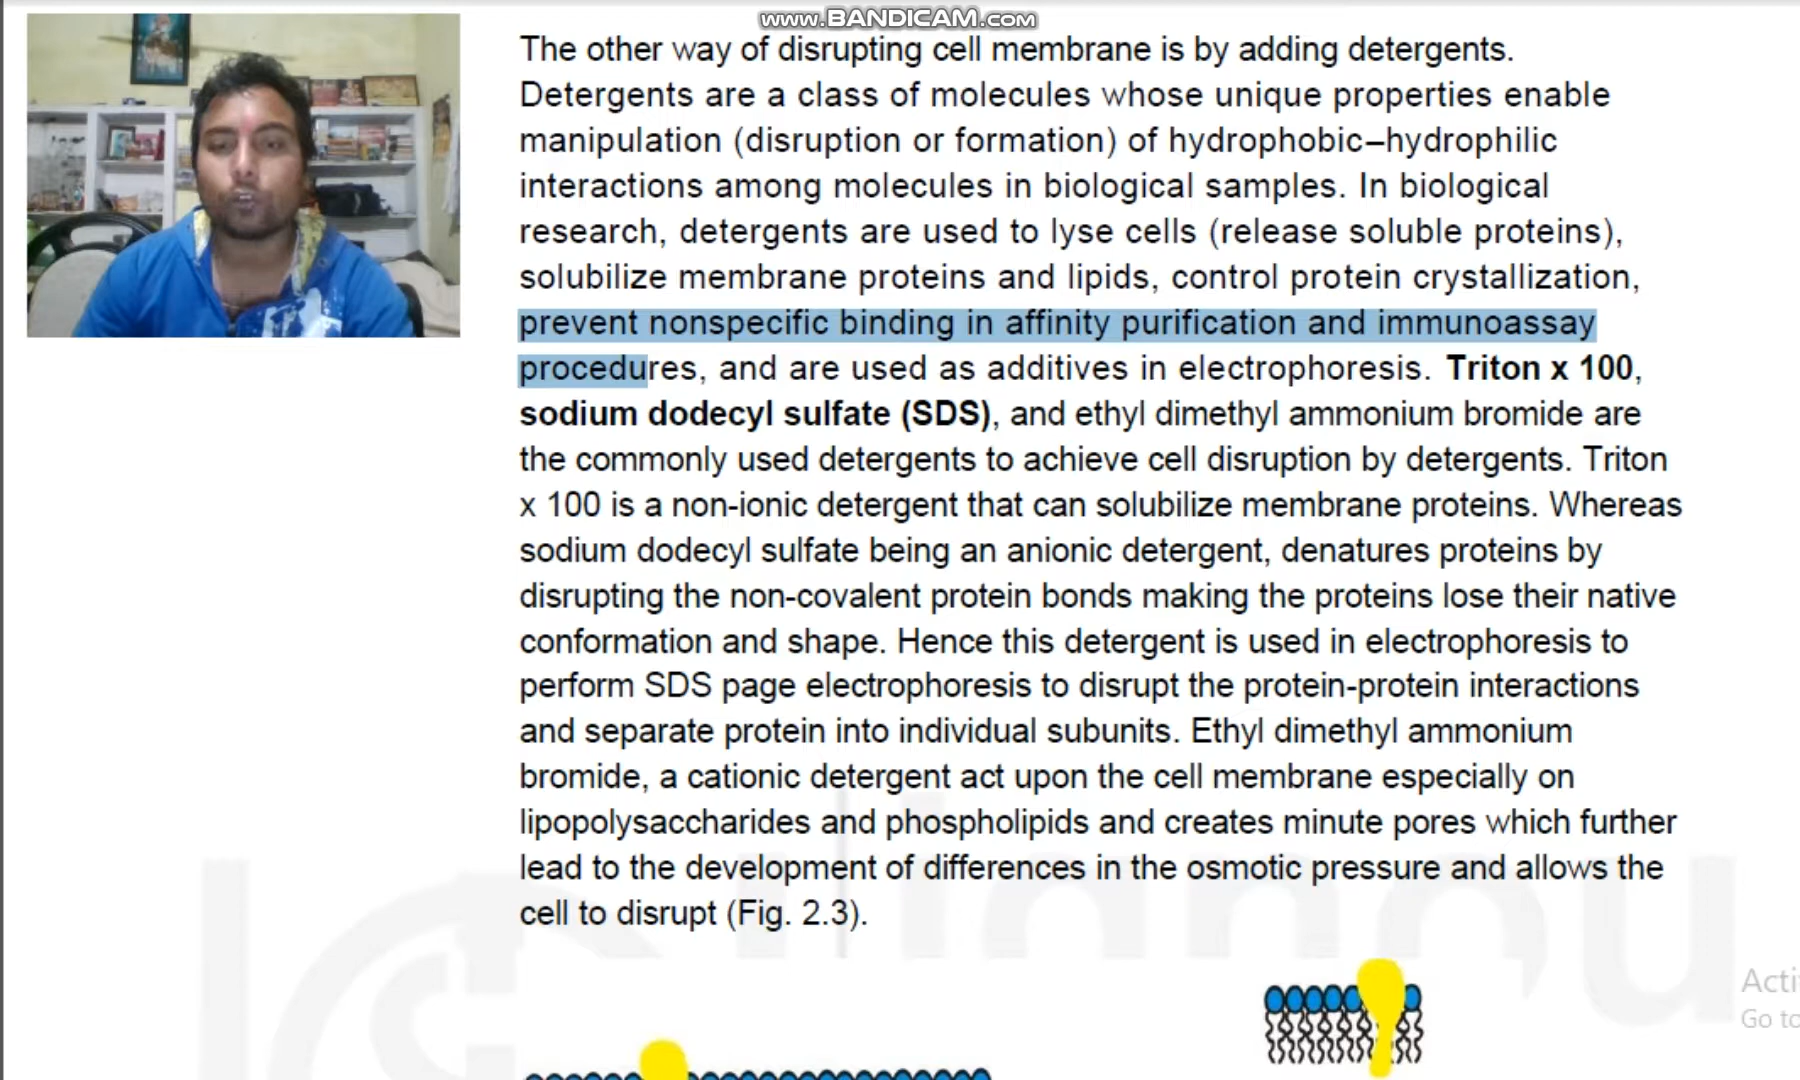 www.BANDICAM.com
The other way of disrupting cell membrane is by adding detergents.
Detergents are a class of molecules whose unique properties enable
manipulation (disruption or formation) of hydrophobic–hydrophilic
interactions among molecules in biological samples. In biological
research, detergents are used to lyse cells (release soluble proteins),
solubilize membrane proteins and lipids, control protein crystallization,
prevent nonspecific binding in affinity purification and immunoassay
procedures, and are used as additives in electrophoresis. Triton x 100,
sodium dodecyl sulfate (SDS), and ethyl dimethyl ammonium bromide are
the commonly used detergents to achieve cell disruption by detergents. Triton
x 100 is a non-ionic detergent that can solubilize membrane proteins. Whereas
sodium dodecyl sulfate being an anionic detergent, denatures proteins by
disrupting the non-covalent protein bonds making the proteins lose their native
conformation and shape. Hence this detergent is used in electrophoresis to
perform SDS page electrophoresis to disrupt the protein-protein interactions
and separate protein into individual subunits. Ethyl dimethyl ammonium
bromide, a cationic detergent act upon the cell membrane especially on
lipopolysaccharides and phospholipids and creates minute pores which further
lead to the development of differences in the osmotic pressure and allows the
cell to disrupt (Fig. 2.3).
Acti
Go to